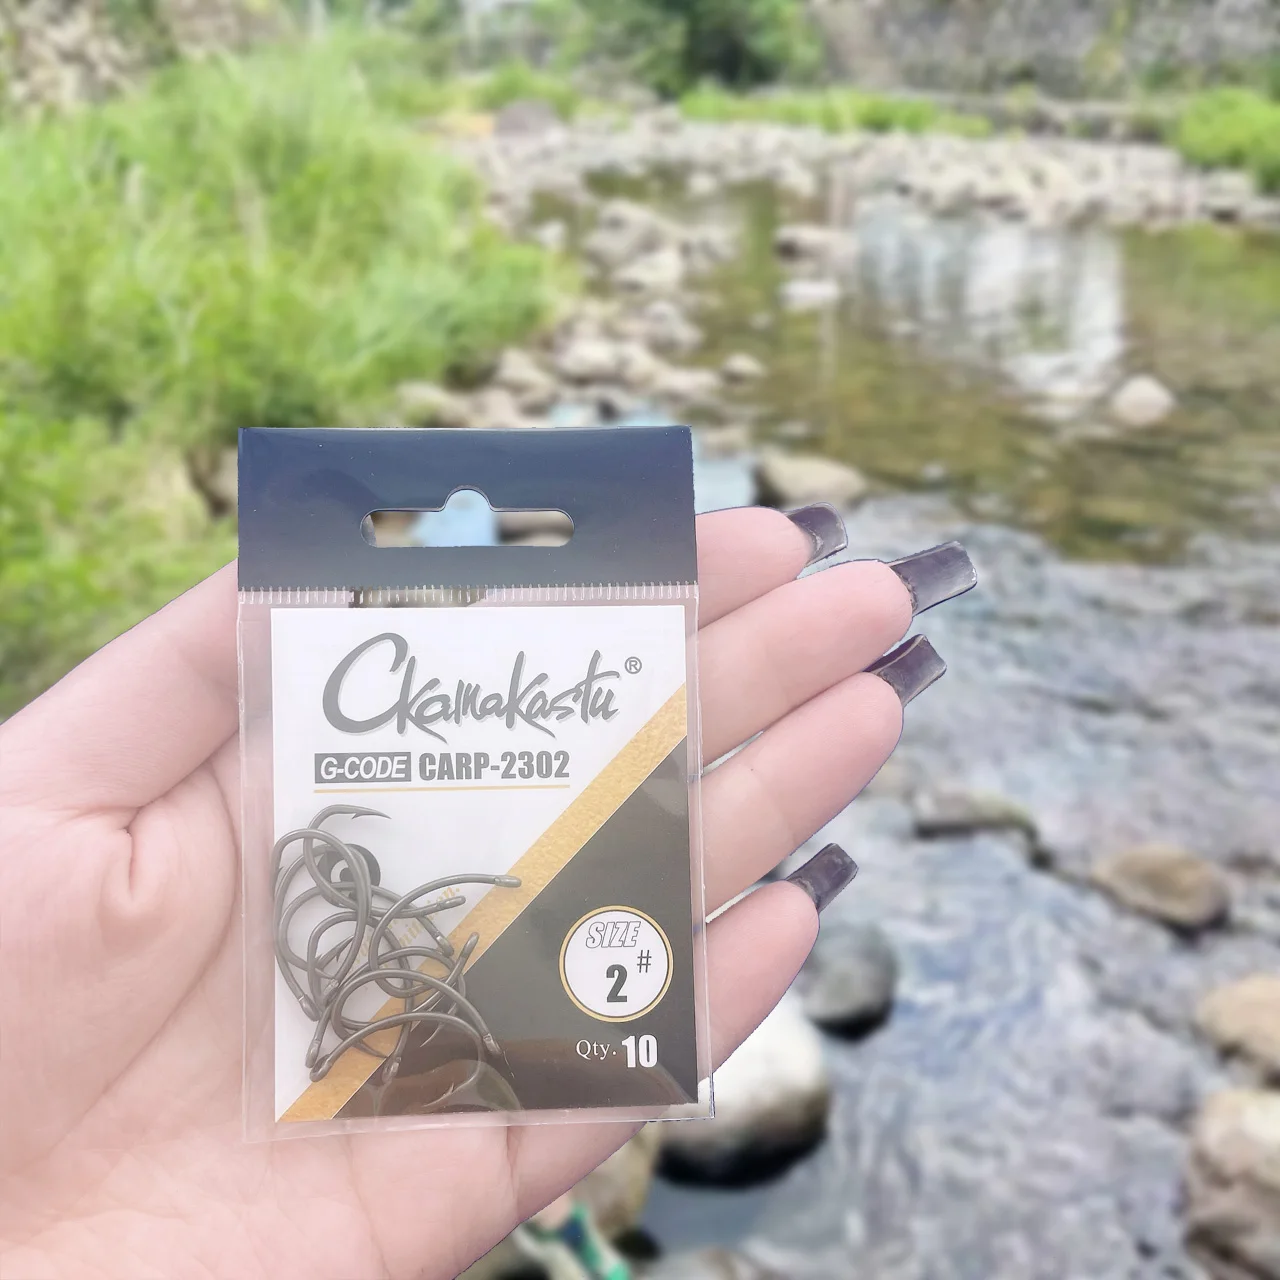 Ckamakastu®
G-CODE CARP-2302
SIZE
2#
Qty. 10